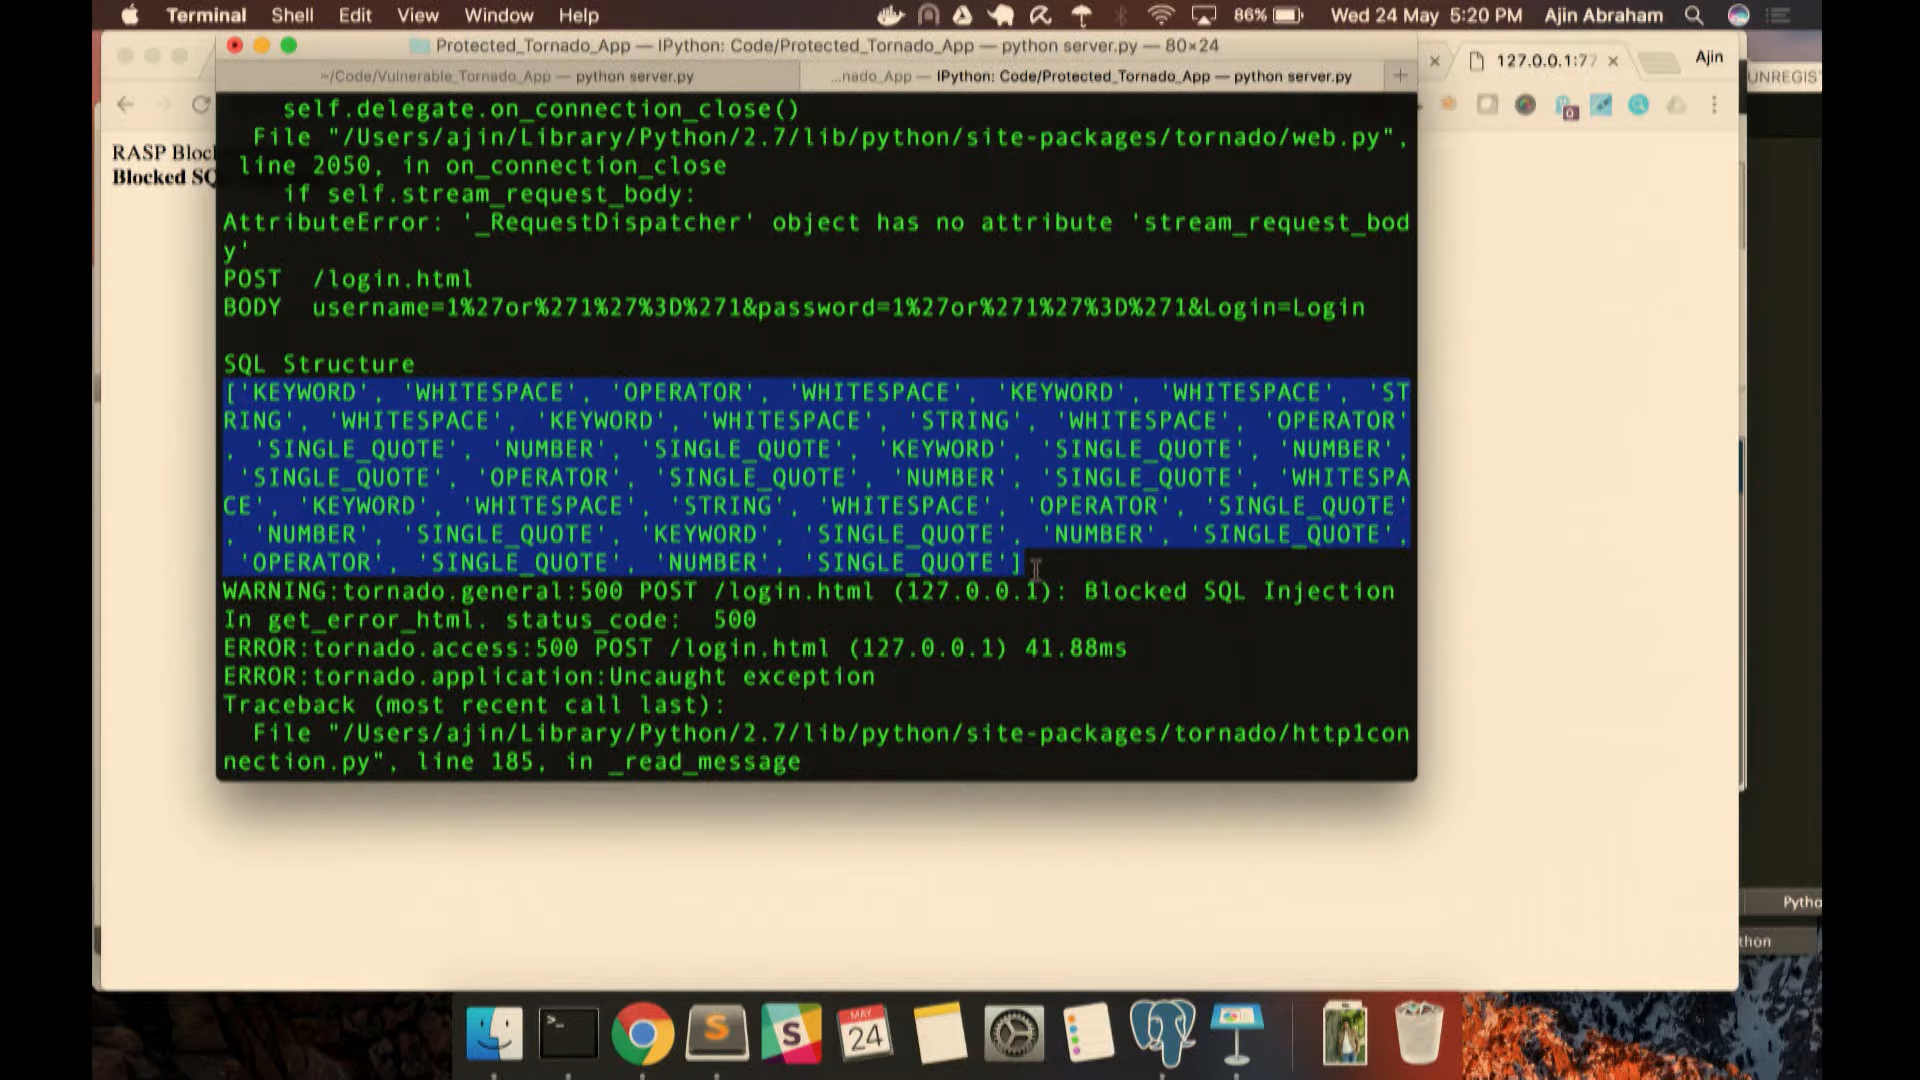 Terminal Shell Edit View Window Help 86% Wed 24 May 5:20 PM Ajin Abraham
Protected_Tornado_App — IPython: Code/Protected_Tornado_App — python server.py — 80×24
~/Code/Vulnerable_Tornado_App — python server.py
...nado_App — IPython: Code/Protected_Tornado_App — python server.py
127.0.0.1:77
Ajin
UNREGIS
RASP Bloc
Blocked SQ
self.delegate.on_connection_close()
File "/Users/ajin/Library/Python/2.7/lib/python/site-packages/tornado/web.py",
line 2050, in on_connection_close
if self.stream_request_body:
AttributeError: '_RequestDispatcher' object has no attribute 'stream_request_bod
y'
POST /login.html
BODY username=1%27or%271%27%3D%271&password=1%27or%271%27%3D%271&Login=Login
SQL Structure
['KEYWORD', 'WHITESPACE', 'OPERATOR', 'WHITESPACE', 'KEYWORD', 'WHITESPACE', 'ST
RING', 'WHITESPACE', 'KEYWORD', 'WHITESPACE', 'STRING', 'WHITESPACE', 'OPERATOR'
, 'SINGLE_QUOTE', 'NUMBER', 'SINGLE_QUOTE', 'KEYWORD', 'SINGLE_QUOTE', 'NUMBER',
'SINGLE_QUOTE', 'OPERATOR', 'SINGLE_QUOTE', 'NUMBER', 'SINGLE_QUOTE', 'WHITESPA
CE', 'KEYWORD', 'WHITESPACE', 'STRING', 'WHITESPACE', 'OPERATOR', 'SINGLE_QUOTE'
, 'NUMBER', 'SINGLE_QUOTE', 'KEYWORD', 'SINGLE_QUOTE', 'NUMBER', 'SINGLE_QUOTE',
'OPERATOR', 'SINGLE_QUOTE', 'NUMBER', 'SINGLE_QUOTE']
WARNING:tornado.general:500 POST /login.html (127.0.0.1): Blocked SQL Injection
In get_error_html. status_code: 500
ERROR:tornado.access:500 POST /login.html (127.0.0.1) 41.88ms
ERROR:tornado.application:Uncaught exception
Traceback (most recent call last):
File "/Users/ajin/Library/Python/2.7/lib/python/site-packages/tornado/http1con
nection.py", line 185, in _read_message
Pytho
thon
MAY
24